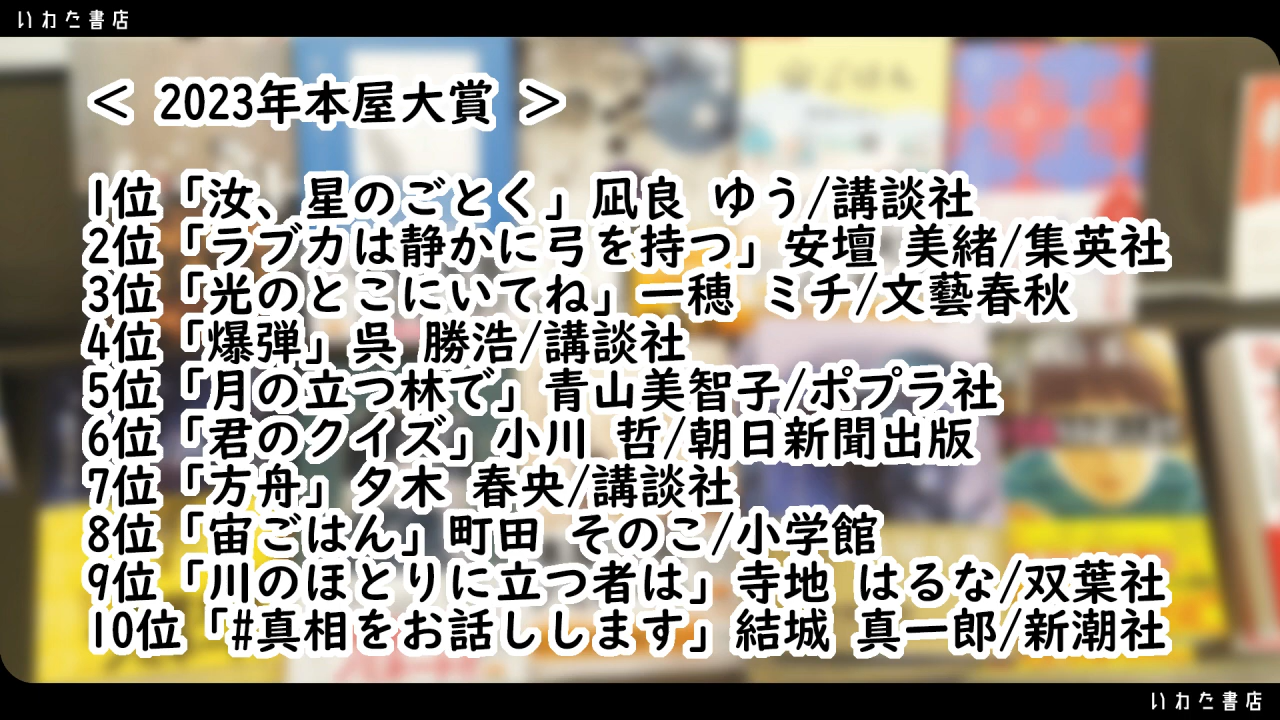 いわた書店
< 2023年本屋大賞 >
1位「汝、星のごとく」凪良 ゆう/講談社
2位「ラブカは静かに弓を持つ」安壇 美緒/集英社
3位「光のとこにいてね」一穂 ミチ/文藝春秋
4位「爆弾」呉 勝浩/講談社
5位「月の立つ林で」青山美智子/ポプラ社
6位「君のクイズ」小川 哲/朝日新聞出版
7位「方舟」夕木 春央/講談社
8位「宙ごはん」町田 そのこ/小学館
9位「川のほとりに立つ者は」寺地 はるな/双葉社
10位「#真相をお話しします」結城 真一郎/新潮社
いわた書店